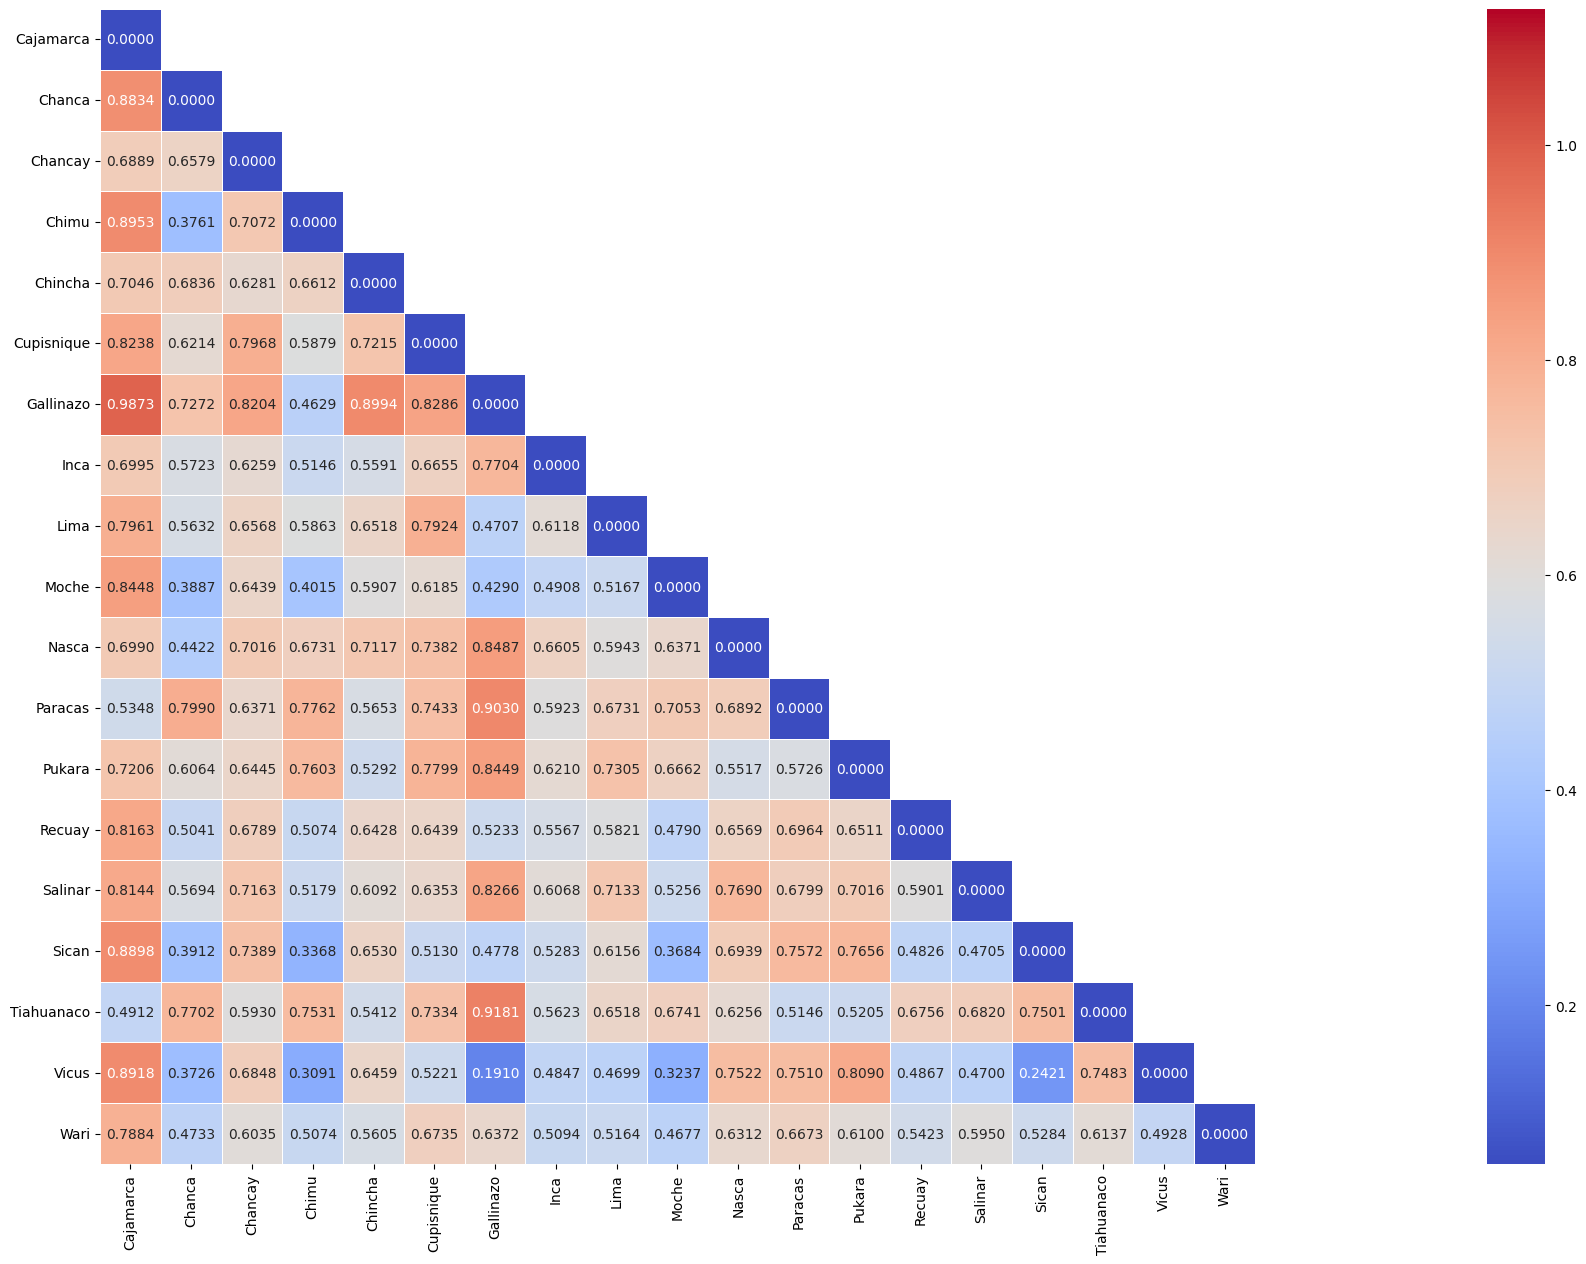 Cajamarca 0.0000
Chanca 0.8834 0.0000
Chancay 0.6889 0.6579 0.0000
Chimu 0.8953 0.3761 0.7072 0.0000
Chincha 0.7046 0.6836 0.6281 0.6612 0.0000
Cupisnique 0.8238 0.6214 0.7968 0.5879 0.7215 0.0000
Gallinazo 0.9873 0.7272 0.8204 0.4629 0.8994 0.8286 0.0000
Inca 0.6995 0.5723 0.6259 0.5146 0.5591 0.6655 0.7704 0.0000
Lima 0.7961 0.5632 0.6568 0.5863 0.6518 0.7924 0.4707 0.6118 0.0000
Moche 0.8448 0.3887 0.6439 0.4015 0.5907 0.6185 0.4290 0.4908 0.5167 0.0000
Nasca 0.6990 0.4422 0.7016 0.6731 0.7117 0.7382 0.8487 0.6605 0.5943 0.6371 0.0000
Paracas 0.5348 0.7990 0.6371 0.7762 0.5653 0.7433 0.9030 0.5923 0.6731 0.7053 0.6892 0.0000
Pukara 0.7206 0.6064 0.6445 0.7603 0.5292 0.7799 0.8449 0.6210 0.7305 0.6662 0.5517 0.5726 0.0000
Recuay 0.8163 0.5041 0.6789 0.5074 0.6428 0.6439 0.5233 0.5567 0.5821 0.4790 0.6569 0.6964 0.6511 0.0000
Salinar 0.8144 0.5694 0.7163 0.5179 0.6092 0.6353 0.8266 0.6068 0.7133 0.5256 0.7690 0.6799 0.7016 0.5901 0.0000
Sican 0.8898 0.3912 0.7389 0.3368 0.6530 0.5130 0.4778 0.5283 0.6156 0.3684 0.6939 0.7572 0.7656 0.4826 0.4705 0.0000
Tiahuanaco 0.4912 0.7702 0.5930 0.7531 0.5412 0.7334 0.9181 0.5623 0.6518 0.6741 0.6256 0.5146 0.5205 0.6756 0.6820 0.7501 0.0000
Vicus 0.8918 0.3726 0.6848 0.3091 0.6459 0.5221 0.1910 0.4847 0.4699 0.3237 0.7522 0.7510 0.8090 0.4867 0.4700 0.2421 0.7483 0.0000
Wari 0.7884 0.4733 0.6035 0.5074 0.5605 0.6735 0.6372 0.5094 0.5164 0.4677 0.6312 0.6673 0.6100 0.5423 0.5950 0.5284 0.6137 0.4928 0.0000
Cajamarca Chanca Chancay Chimu Chincha Cupisnique Gallinazo Inca Lima Moche Nasca Paracas Pukara Recuay Salinar Sican Tiahuanaco Vicus Wari
1.0
0.8
0.6
0.4
0.2